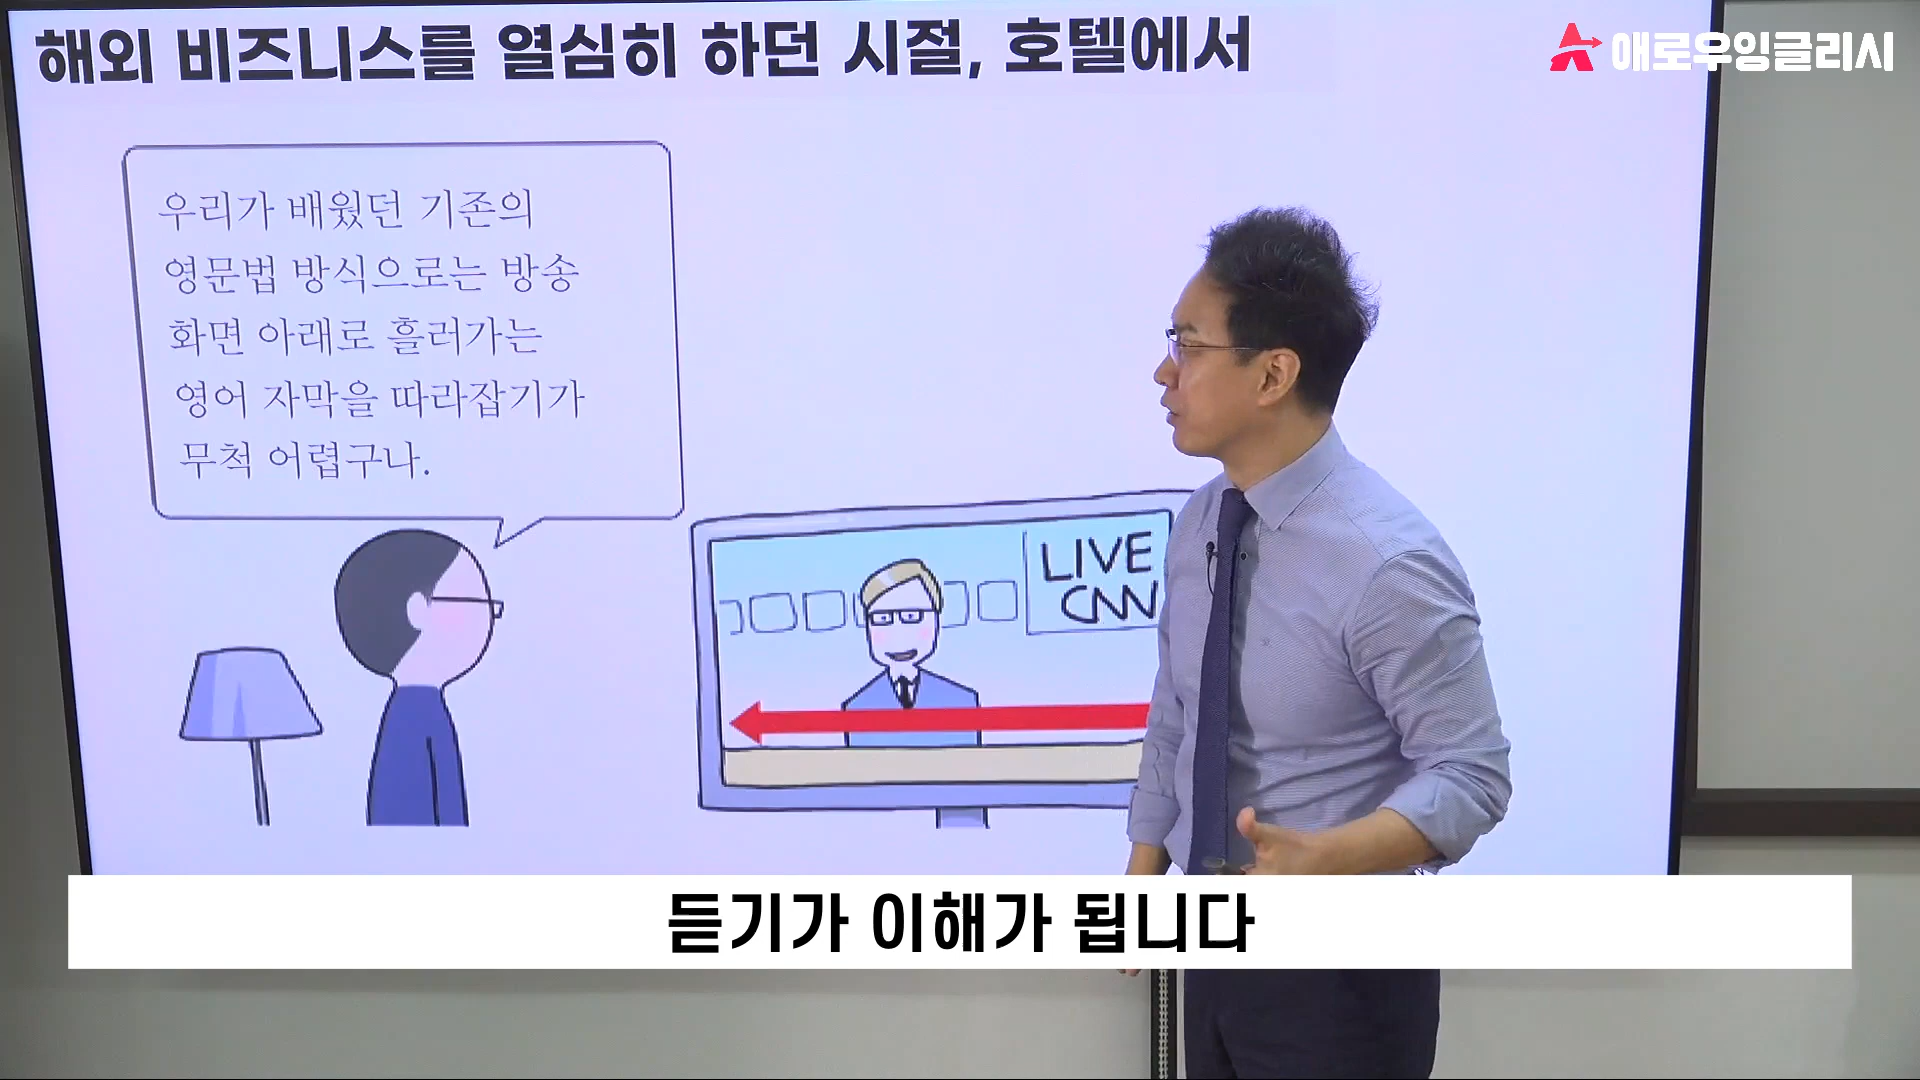 해외 비즈니스를 열심히 하던 시절, 호텔에서
애로우잉글리시
우리가 배웠던 기존의
영문법 방식으로는 방송
화면 아래로 흘러가는
영어 자막을 따라잡기가
무척 어렵구나.
LIVE
CNN
듣기가 이해가 됩니다